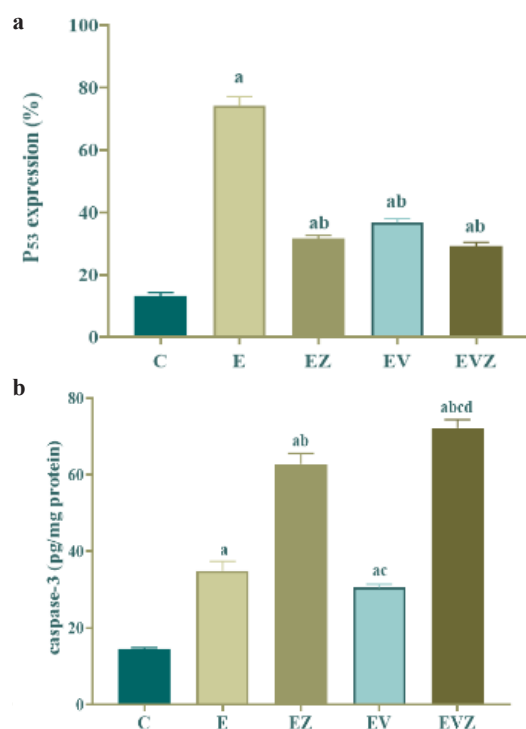 a
P53 expression (%)
100
80
60
40
20
0
a
ab
ab
ab
C E EZ EV EVZ
b
caspase-3 (pg/mg protein)
80
60
40
20
0
a
ab
ac
abcd
C E EZ EV EVZ